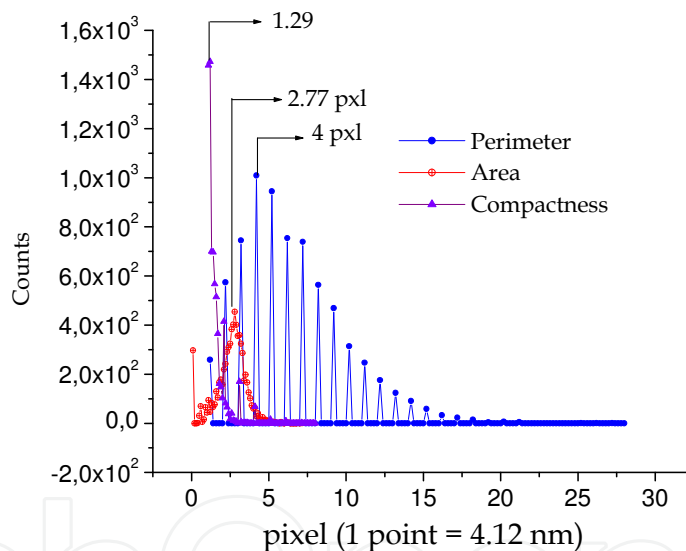 1,6x10³
1.29
1,4x10³
2.77 pxl
1,2x10³
4 pxl
Perimeter
Area
Compactness
1,0x10³
8,0x10²
6,0x10²
4,0x10²
2,0x10²
0,0
-2,0x10²
Counts
0 5 10 15 20 25 30
pixel (1 point = 4.12 nm)